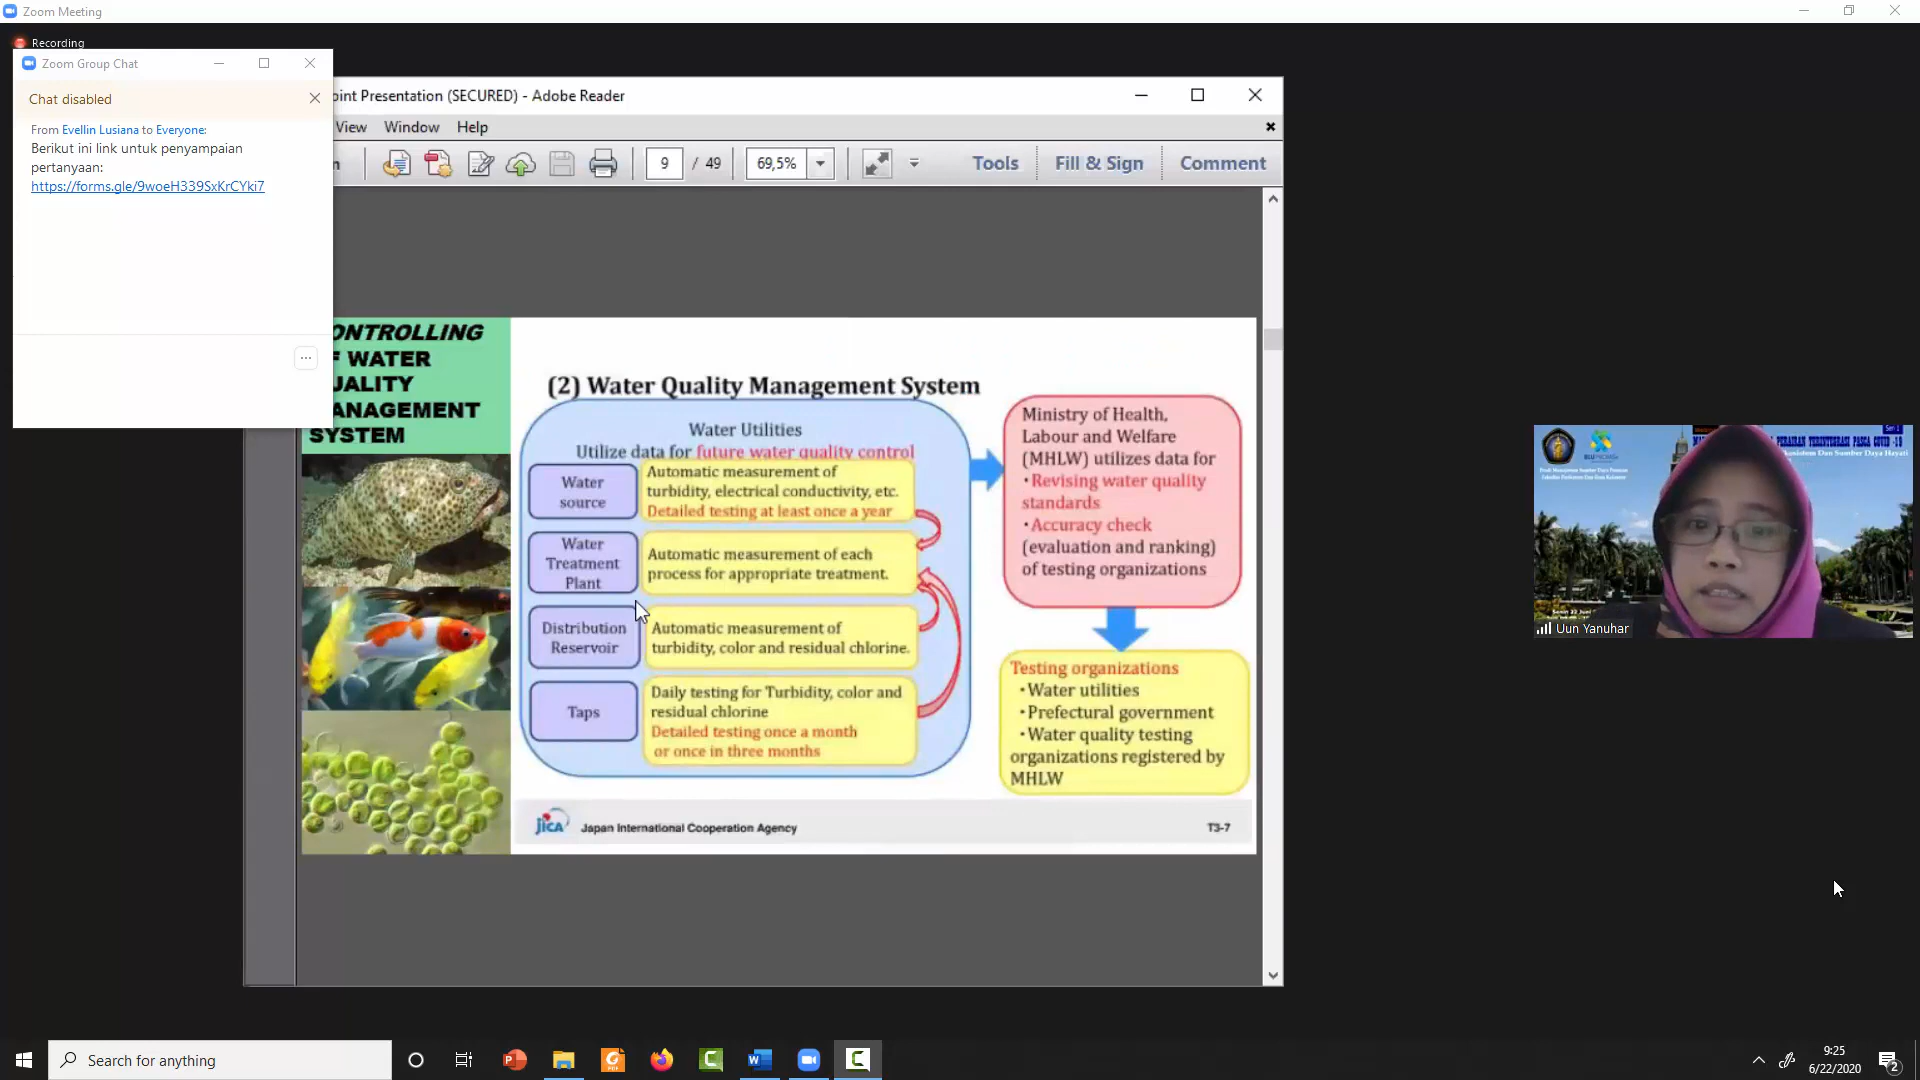 Zoom Meeting
Recording
Zoom Group Chat
Chat disabled
From Evellin Lusiana to Everyone:
Berikut ini link untuk penyampaian
pertanyaan:
https://forms.gle/9woeH339SxKrCYki7
...
oint Presentation (SECURED) - Adobe Reader
View Window Help
9 / 49
69,5%
Tools
Fill & Sign
Comment
ONTROLLING
F WATER
UALITY
ANAGEMENT
SYSTEM
(2) Water Quality Management System
Water Utilities
Utilize data for future water quality control
Water
source
Automatic measurement of
turbidity, electrical conductivity, etc.
Detailed testing at least once a year
Water
Treatment
Plant
Automatic measurement of each
process for appropriate treatment.
Distribution
Reservoir
Automatic measurement of
turbidity, color and residual chlorine.
Taps
Daily testing for Turbidity, color and
residual chlorine
Detailed testing once a month
or once in three months
Ministry of Health,
Labour and Welfare
(MHLW) utilizes data for
・Revising water quality
standards
・Accuracy check
(evaluation and ranking)
of testing organizations
Testing organizations
・Water utilities
・Prefectural government
・Water quality testing
organizations registered by
MHLW
jICA Japan International Cooperation Agency
T3-7
PERAIRAN TERINTEGRASI PASCA COVID -19
Uun Yanuhar
Search for anything
9:25
6/22/2020
2